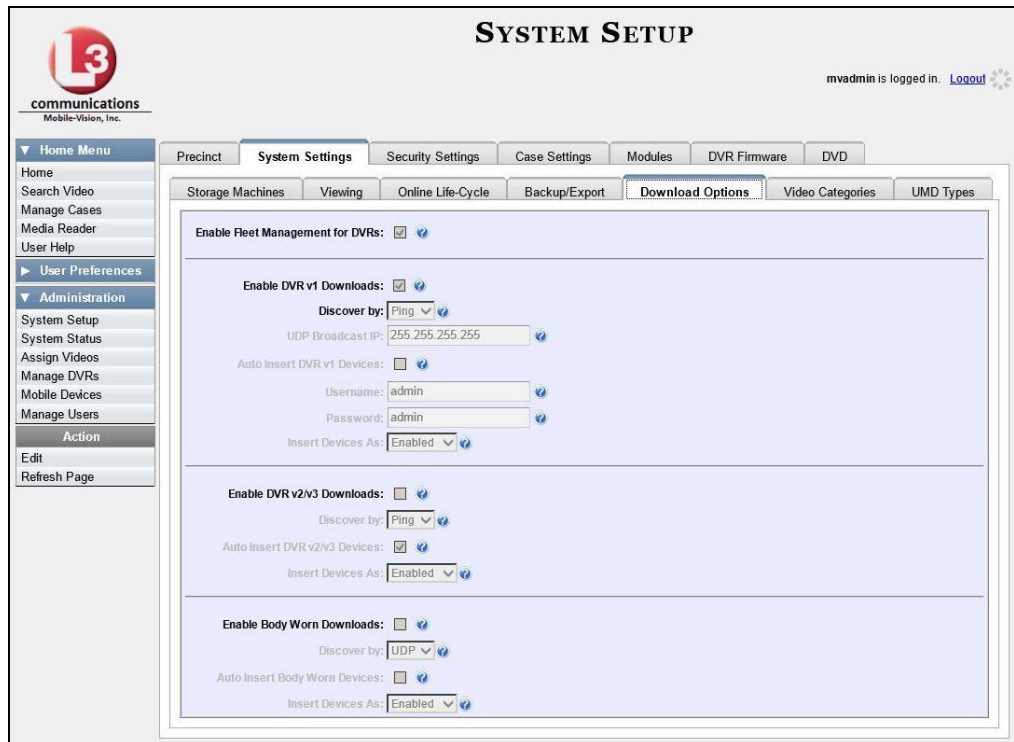 SYSTEM SETUP
L3
communications
Mobile-Vision, Inc.
mvadmin is logged in. Logout
Home Menu
Home
Search Video
Manage Cases
Media Reader
User Help
User Preferences
Administration
System Setup
System Status
Assign Videos
Manage DVRs
Mobile Devices
Manage Users
Action
Edit
Refresh Page
Precinct System Settings Security Settings Case Settings Modules DVR Firmware DVD
Storage Machines Viewing Online Life-Cycle Backup/Export Download Options Video Categories UMD Types
Enable Fleet Management for DVRs: ?
Enable DVR v1 Downloads: ?
Discover by: Ping ?
UDP Broadcast IP: 255.255.255.255 ?
Auto Insert DVR v1 Devices: ?
Username: admin ?
Password: admin ?
Insert Devices As: Enabled ?
Enable DVR v2/v3 Downloads: ?
Discover by: Ping ?
Auto Insert DVR v2/v3 Devices: ?
Insert Devices As: Enabled ?
Enable Body Worn Downloads: ?
Discover by: UDP ?
Auto Insert Body Worn Devices: ?
Insert Devices As: Enabled ?